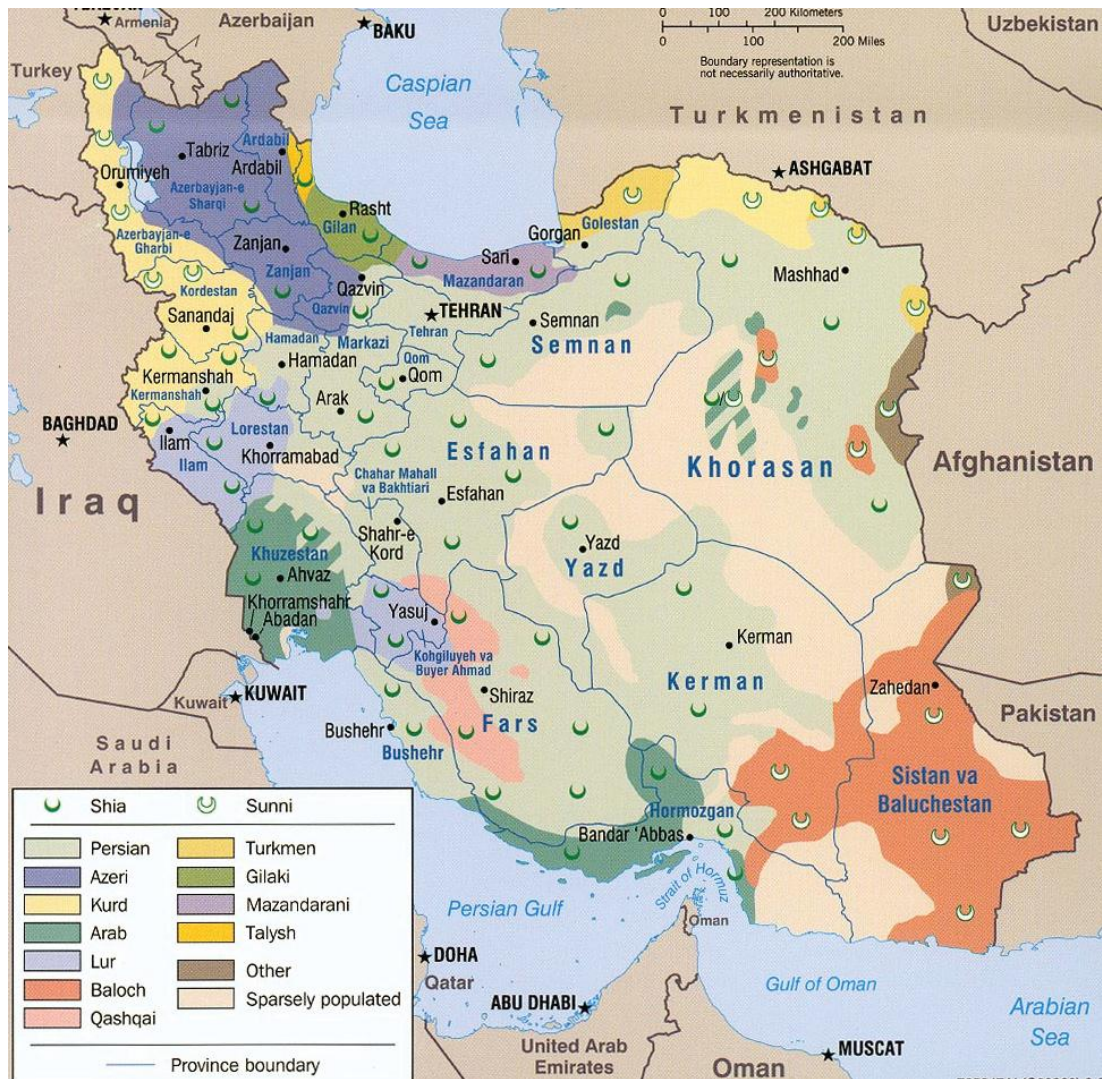 Armenia
Azerbaijan
BAKU
0 100 200 Kilometers
0 100 200 Miles
Boundary representation is
not necessarily authoritative.
Uzbekistan
Turkey
Caspian
Sea
Turkmenistan
ASHGABAT
Orumiyeh
Tabriz
Ardabil
Ardabil
Azerbayjan-e
Sharqi
Rasht
Gilan
Gorgan
Golestan
Azerbayjan-e
Gharbi
Zanjan
Zanjan
Sari
Mazandaran
Mashhad
Kordestan
Qazvin
Qazvin
TEHRAN
Tehran
Sanandaj
Semnan
Semnan
Hamadan
Markazi
Hamadan
Qom
Qom
Kermanshah
Kermanshah
Arak
BAGHDAD
Ilam
Ilam
Lorestan
Khorramabad
Esfahan
Khorasan
Afghanistan
Iraq
Chahar Mahall
va Bakhtiari
Esfahan
Shahr-e
Kord
Yazd
Yazd
Khuzestan
Ahvaz
Khorramshahr
Abadan
Yasuj
Kohgiluyeh va
Buyer Ahmad
Kerman
Kerman
Zahedan
Kuwait
KUWAIT
Shiraz
Fars
Pakistan
Saudi
Arabia
Bushehr
Bushehr
Sistan va
Baluchestan
Hormozgan
Bandar 'Abbas
Strait of Hormuz
Persian Gulf
Oman
DOHA
Qatar
Gulf of Oman
ABU DHABI
Arabian
Sea
United Arab
Emirates
Oman
MUSCAT
Shia
Sunni
Persian
Turkmen
Azeri
Gilaki
Kurd
Mazandarani
Arab
Talysh
Lur
Other
Baloch
Sparsely populated
Qashqai
Province boundary